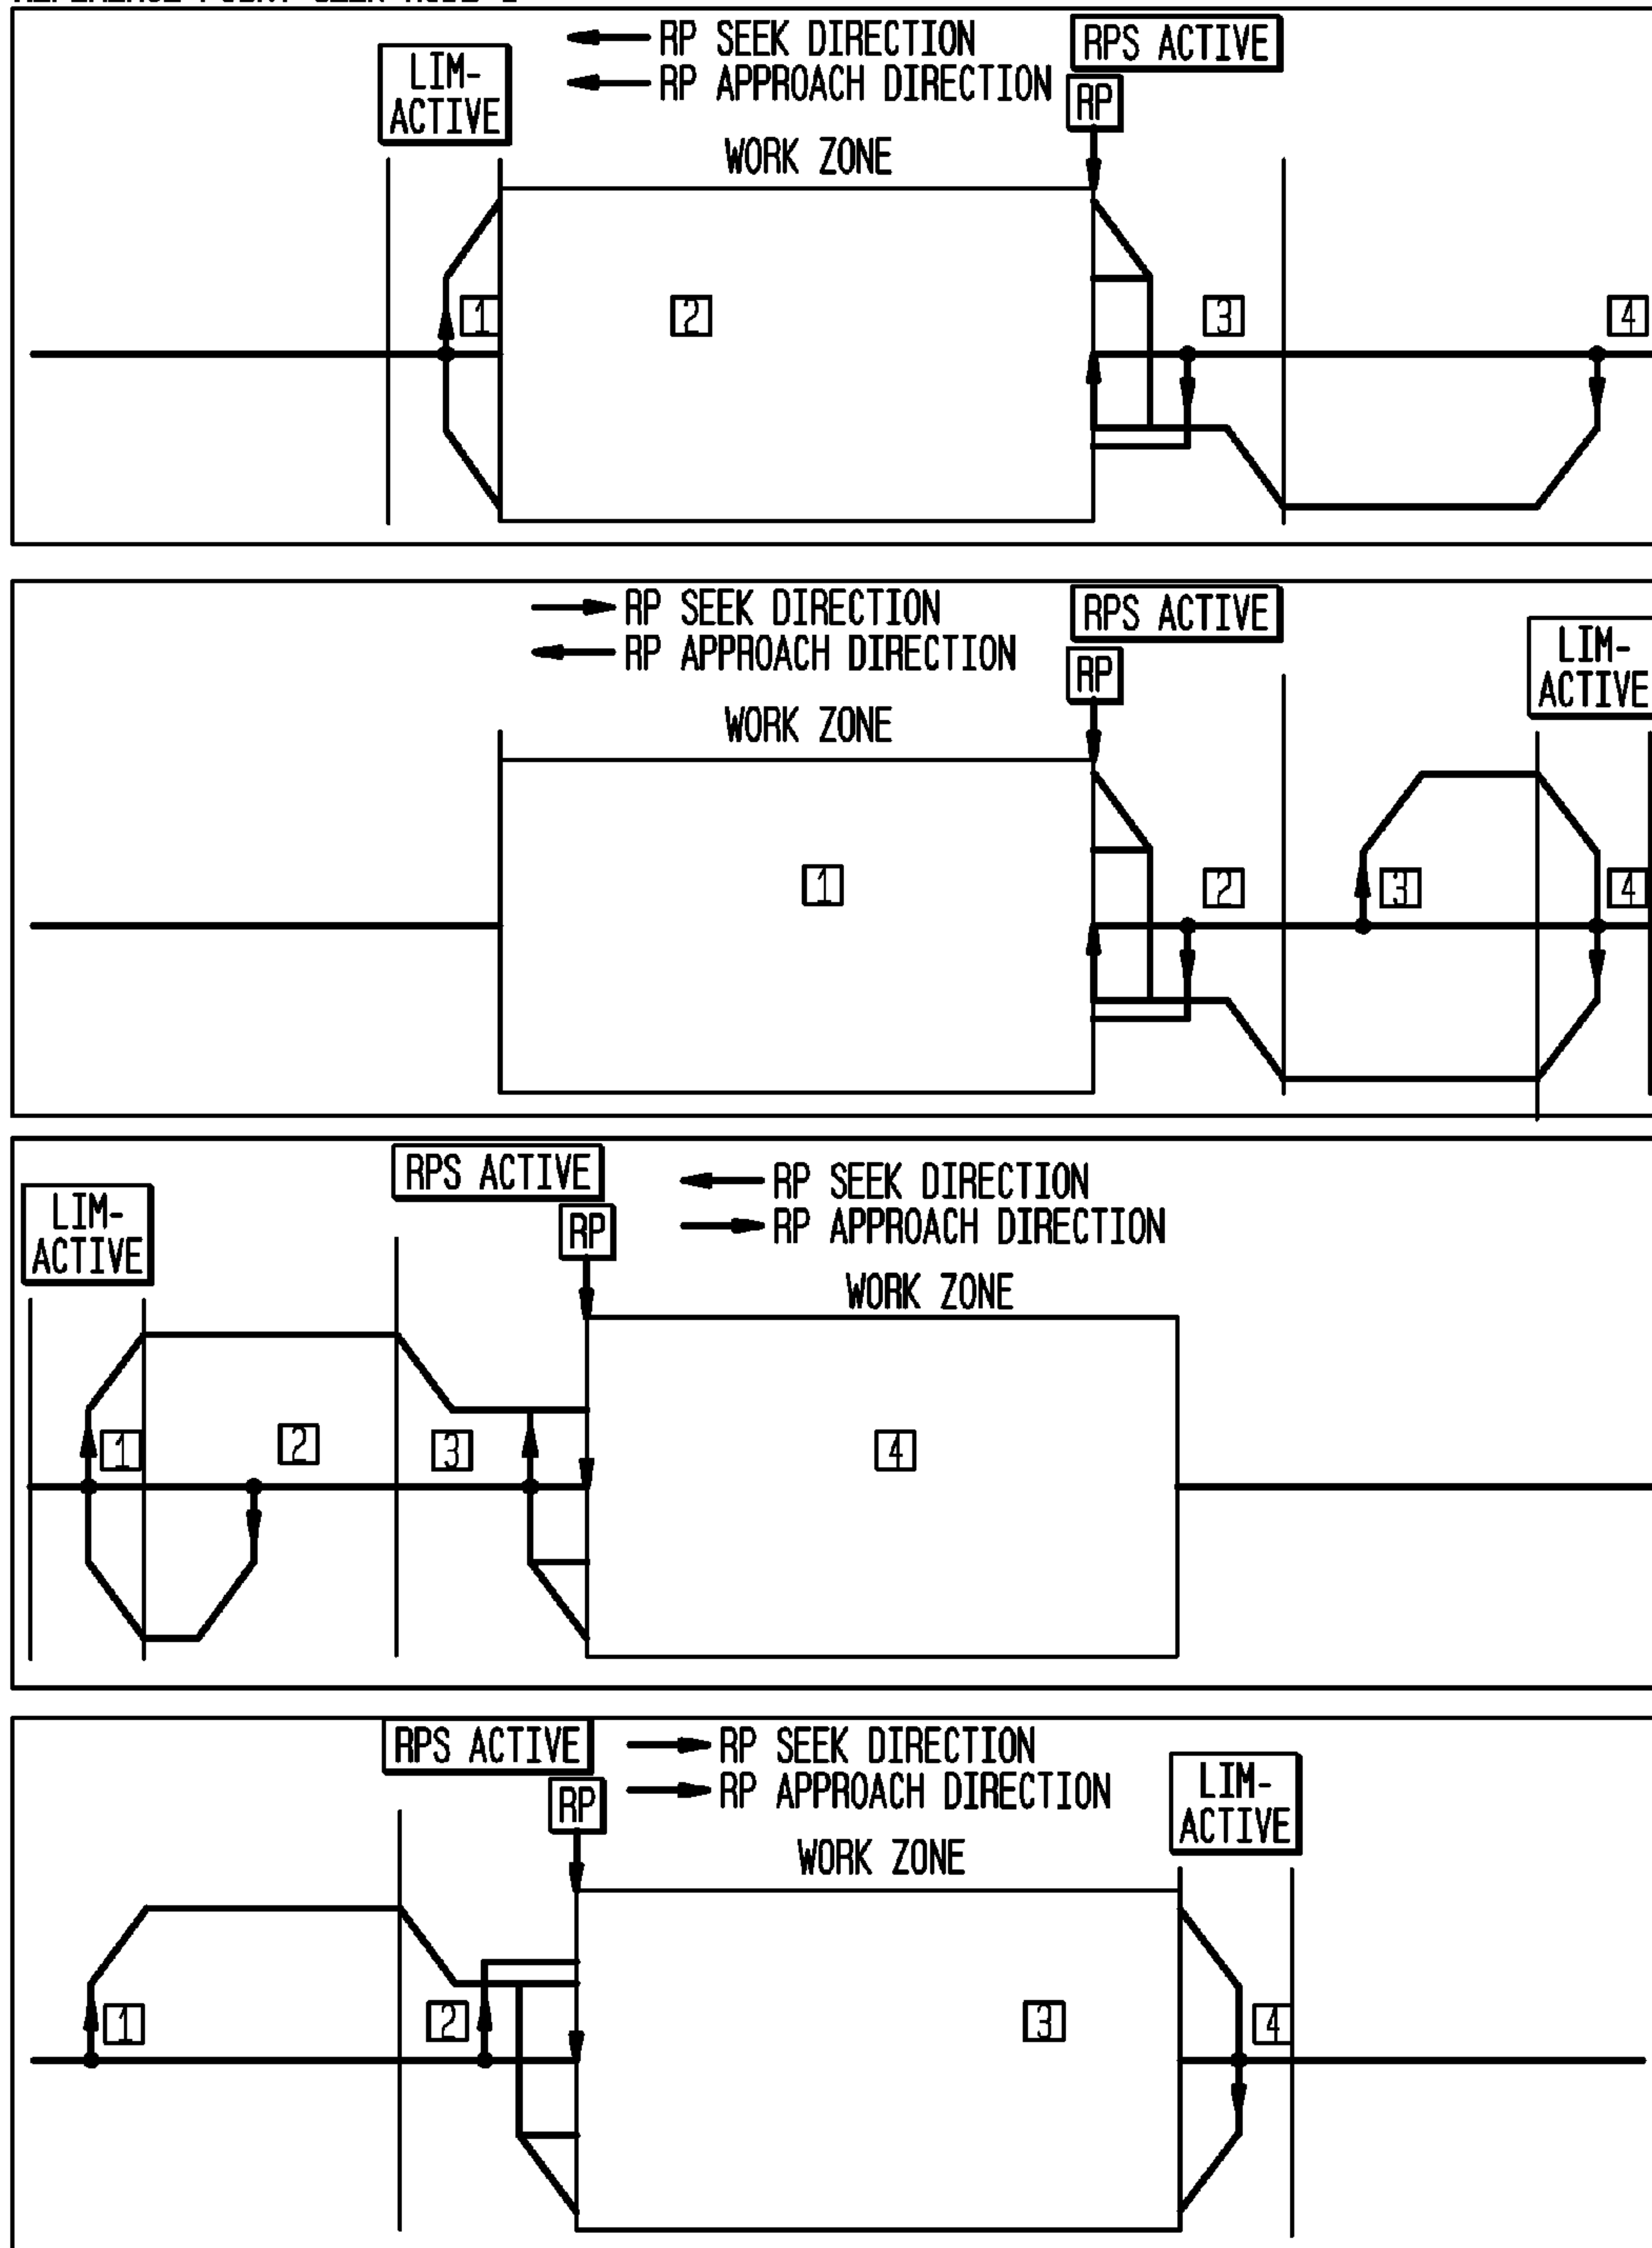 RP SEEK DIRECTION
RPS ACTIVE
LIM-
ACTIVE
RP APPROACH DIRECTION
RP
WORK ZONE
1
2
3
4
RP SEEK DIRECTION
RPS ACTIVE
RP APPROACH DIRECTION
RP
LIM-
ACTIVE
WORK ZONE
1
2
3
4
RPS ACTIVE
RP SEEK DIRECTION
LIM-
ACTIVE
RP
RP APPROACH DIRECTION
WORK ZONE
1
2
3
4
RPS ACTIVE
RP SEEK DIRECTION
RP
RP APPROACH DIRECTION
LIM-
ACTIVE
WORK ZONE
1
2
3
4